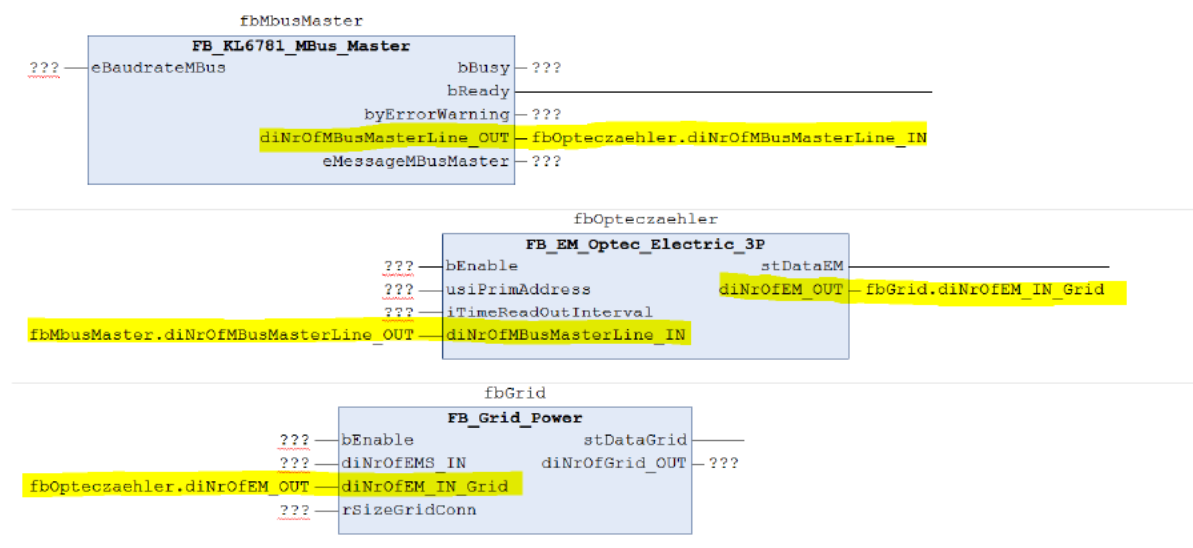 fbMbusMaster
FB_KL6781_MBus_Master
??? eBaudrateMBus bBusy ???
bReady
byErrorWarning ???
diNrOfMBusMasterLine_OUT fbOpteczaehler.diNrOfMBusMasterLine_IN
eMessageMBusMaster ???
fbOpteczaehler
FB_EM_Optec_Electric_3P
??? bEnable stDataEM
??? usiPrimAddress diNrOfEM_OUT fbGrid.diNrOfEM_IN_Grid
??? iTimeReadOutInterval
fbMbusMaster.diNrOfMBusMasterLine_OUT diNrOfMBusMasterLine_IN
fbGrid
FB_Grid_Power
??? bEnable stDataGrid
??? diNrOfEMS_IN diNrOfGrid_OUT ???
fbOpteczaehler.diNrOfEM_OUT diNrOfEM_IN_Grid
??? rSizeGridConn